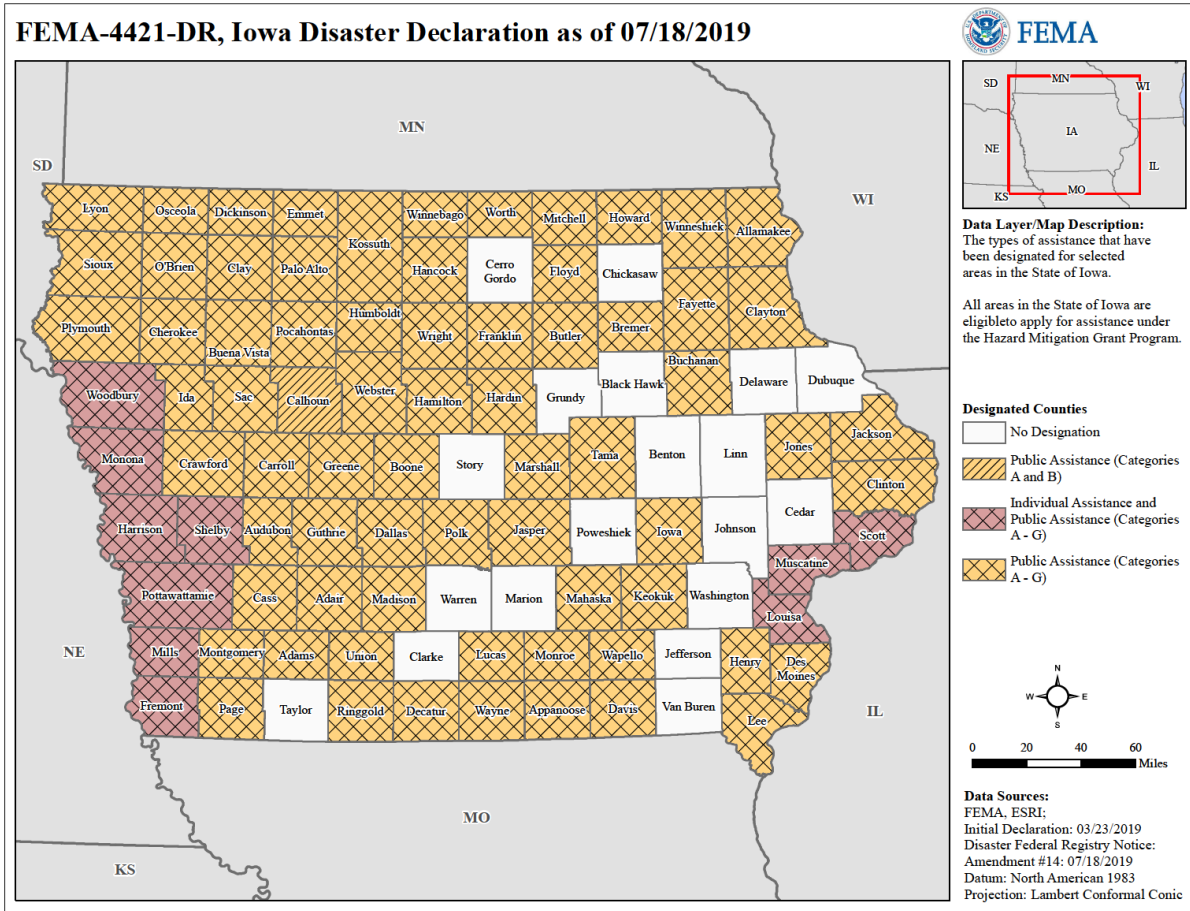 FEMA-4421-DR, Iowa Disaster Declaration as of 07/18/2019
FEMA
MN
SD
WI
NE
IL
MO
KS
Lyon
Osceola
Dickinson
Emmet
Kossuth
Winnebago
Worth
Mitchell
Howard
Winneshiek
Allamakee
Sioux
O'Brien
Clay
Palo Alto
Hancock
Cerro
Gordo
Floyd
Chickasaw
Fayette
Clayton
Plymouth
Cherokee
Buena Vista
Pocahontas
Humboldt
Wright
Franklin
Butler
Bremer
Buchanan
Black Hawk
Delaware
Dubuque
Woodbury
Ida
Sac
Calhoun
Webster
Hamilton
Hardin
Grundy
Monona
Crawford
Carroll
Greene
Boone
Story
Marshall
Tama
Benton
Linn
Jones
Jackson
Clinton
Harrison
Shelby
Audubon
Guthrie
Dallas
Polk
Jasper
Poweshiek
Iowa
Johnson
Cedar
Scott
Muscatine
Pottawattamie
Cass
Adair
Madison
Warren
Marion
Mahaska
Keokuk
Washington
Louisa
Mills
Montgomery
Adams
Union
Clarke
Lucas
Monroe
Wapello
Jefferson
Henry
Des
Moines
Fremont
Page
Taylor
Ringgold
Decatur
Wayne
Appanoose
Davis
Van Buren
Lee
SD
MN
WI
IA
NE
IL
MO
KS
Data Layer/Map Description:
The types of assistance that have
been designated for selected
areas in the State of Iowa.
All areas in the State of Iowa are
eligibleto apply for assistance under
the Hazard Mitigation Grant Program.
Designated Counties
No Designation
Public Assistance (Categories
A and B)
Individual Assistance and
Public Assistance (Categories
A - G)
Public Assistance (Categories
A - G)
N
W
E
S
0 20 40 60
Miles
Data Sources:
FEMA, ESRI;
Initial Declaration: 03/23/2019
Disaster Federal Registry Notice:
Amendment #14: 07/18/2019
Datum: North American 1983
Projection: Lambert Conformal Conic